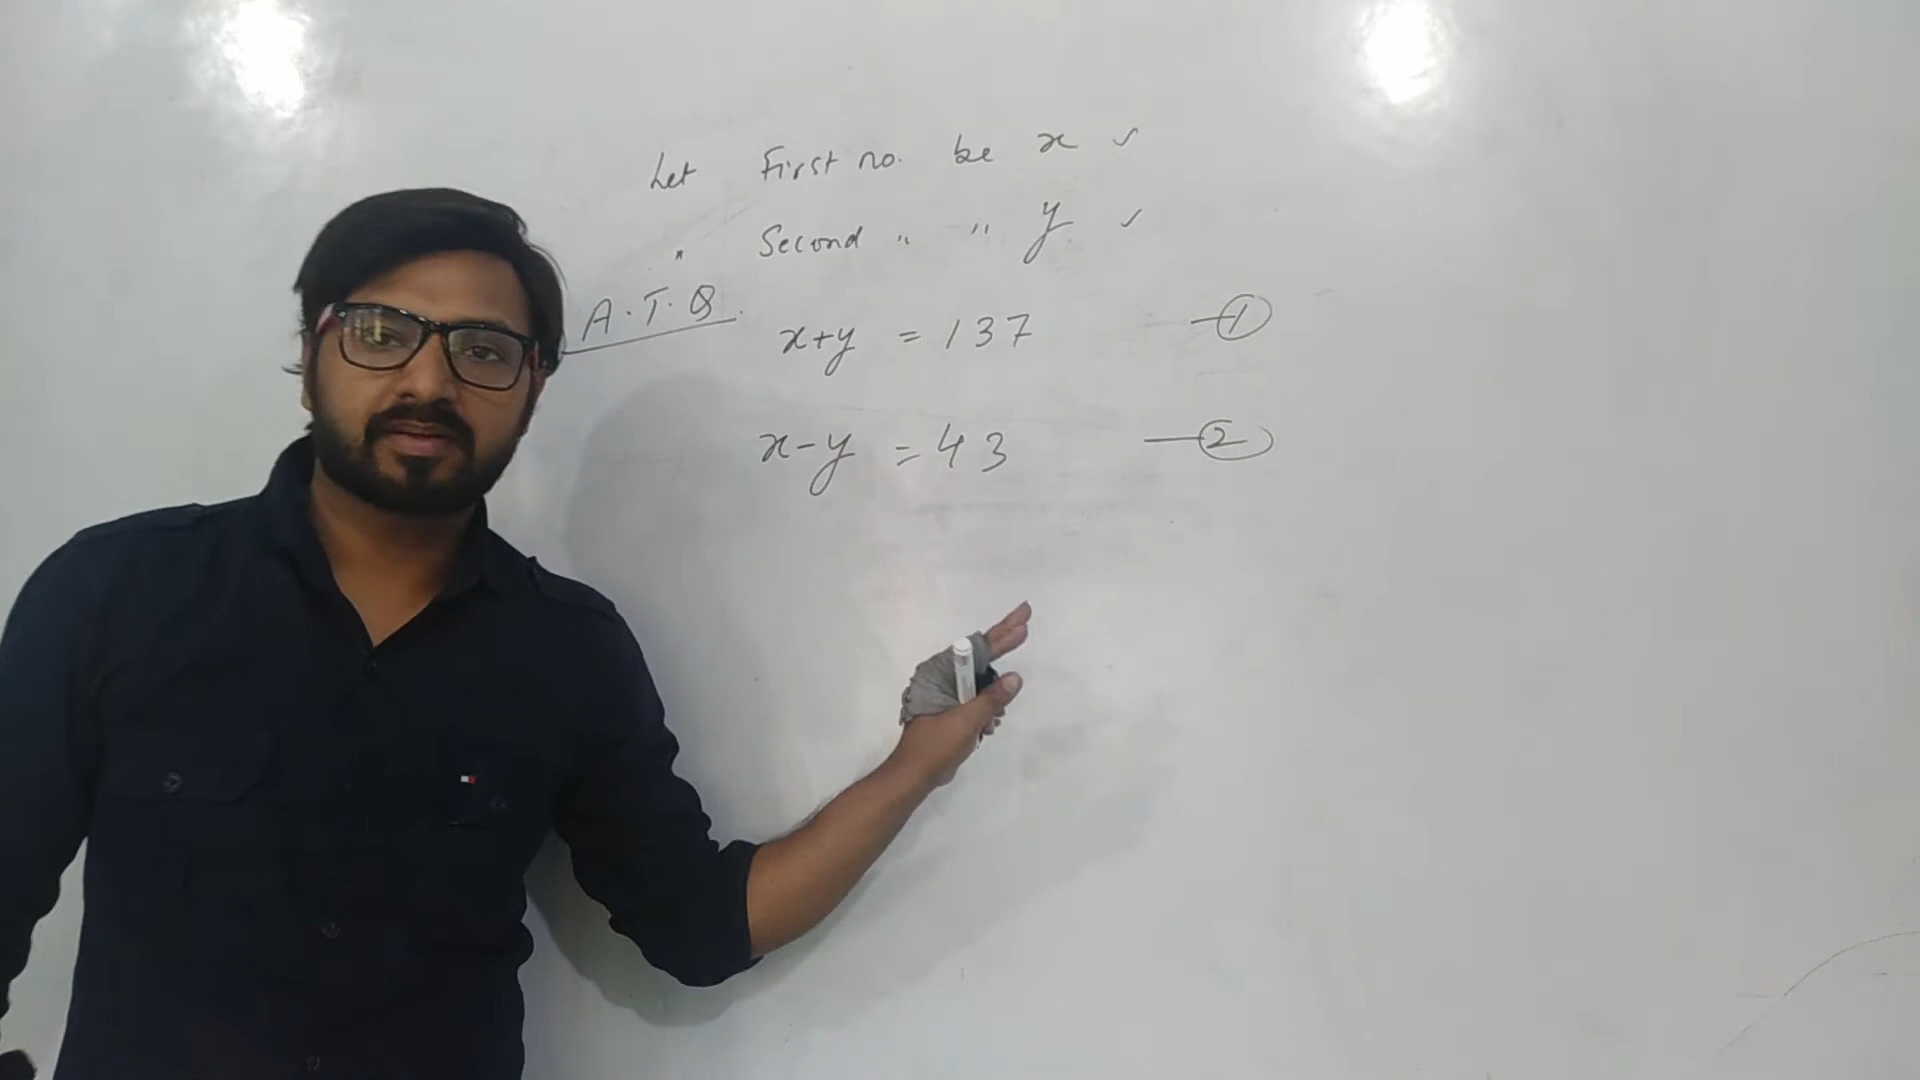 Let First no. be x ✓
" Second " " y ✓
A.T.Q.
x+y = 137 —①
x-y = 43 —②